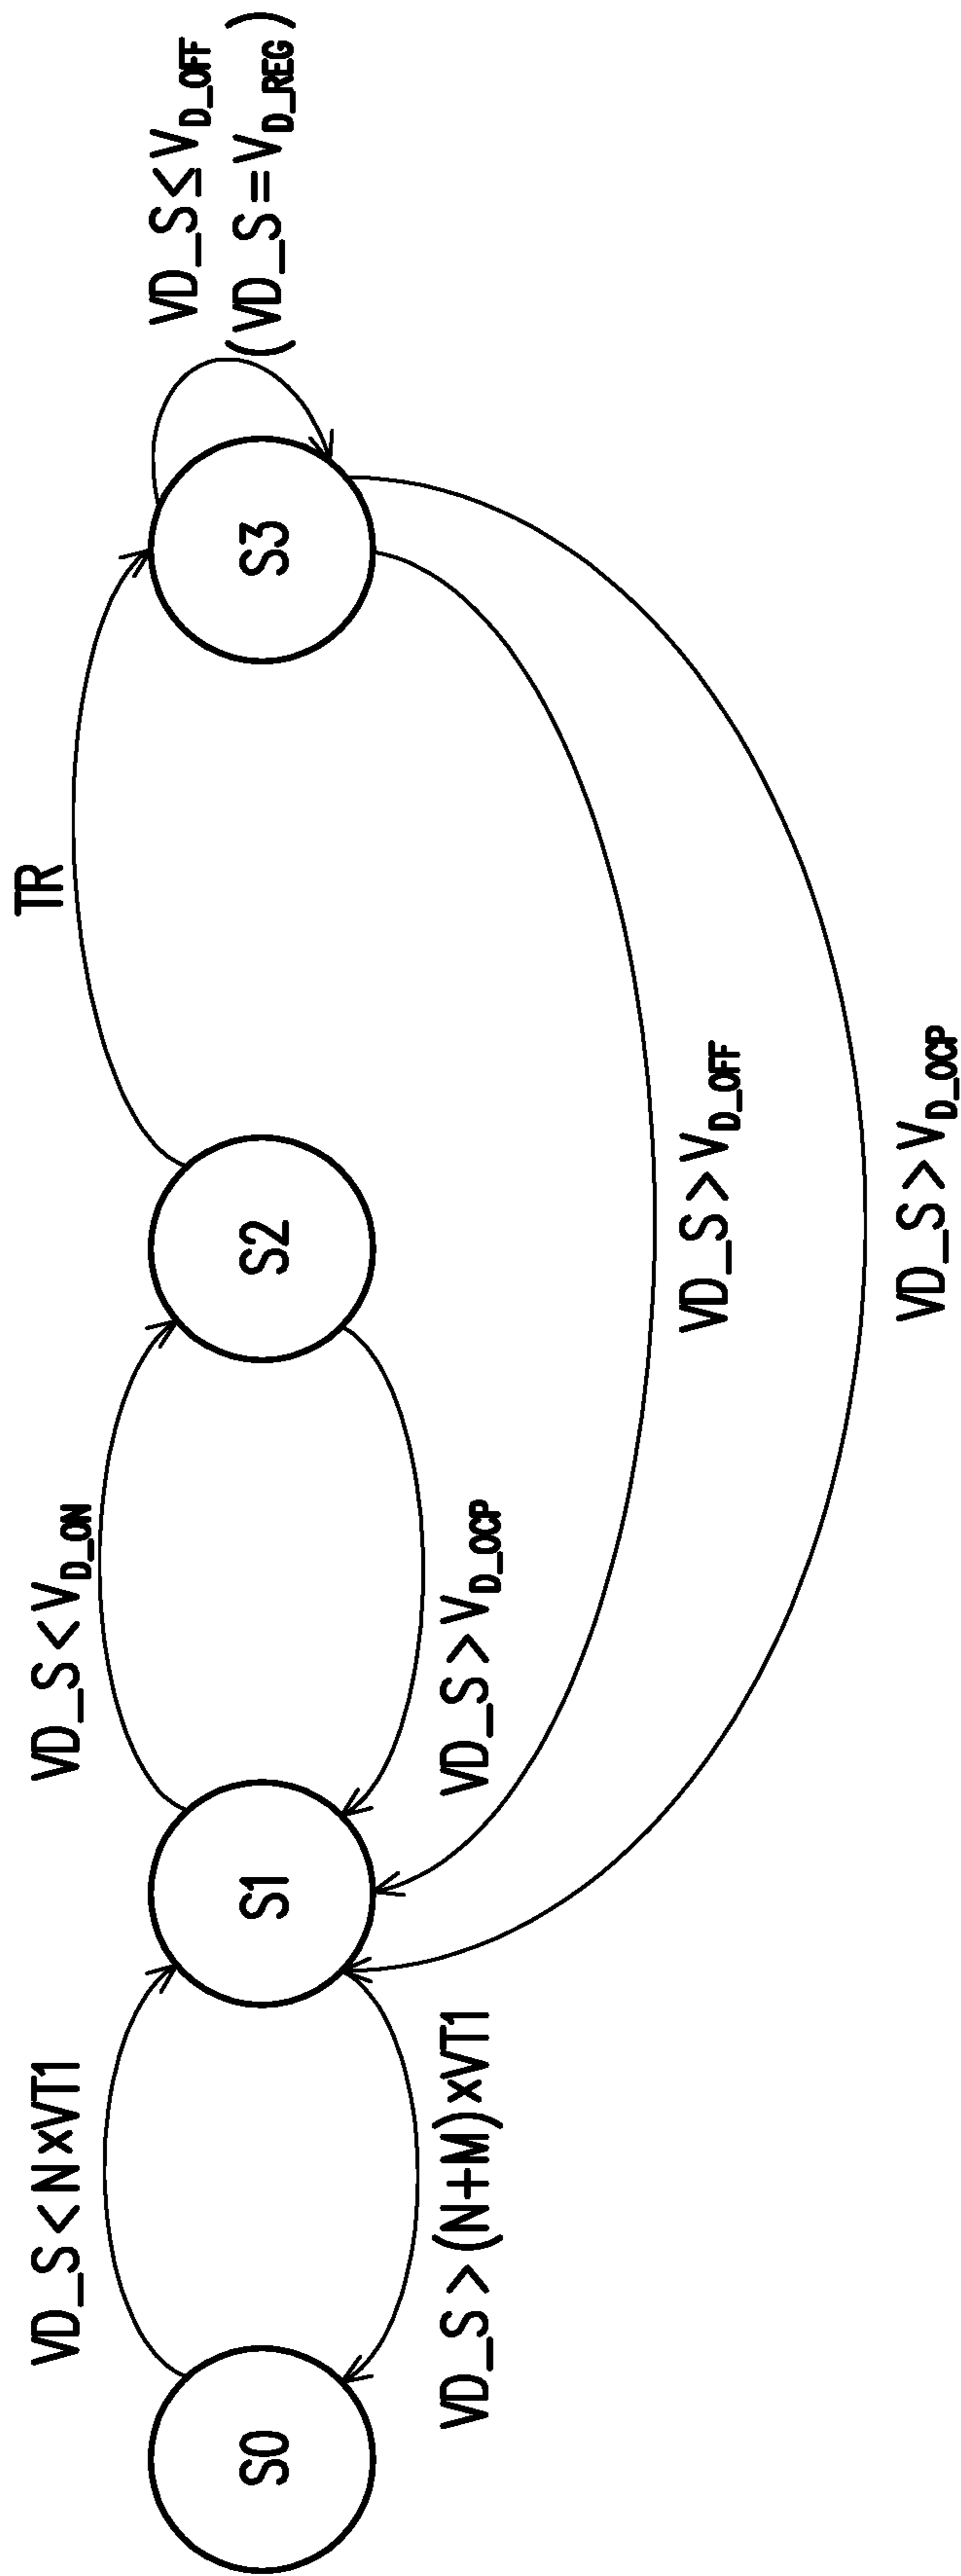 VD_S<N×VT1
VD_S<V_D_ON
TR
VD_S≤V_D_OFF
(VD_S=V_D_REG)
S0
S1
S2
S3
VD_S>(N+M)×VT1
VD_S>V_D_OCP
VD_S>V_D_OFF
VD_S>V_D_OCP